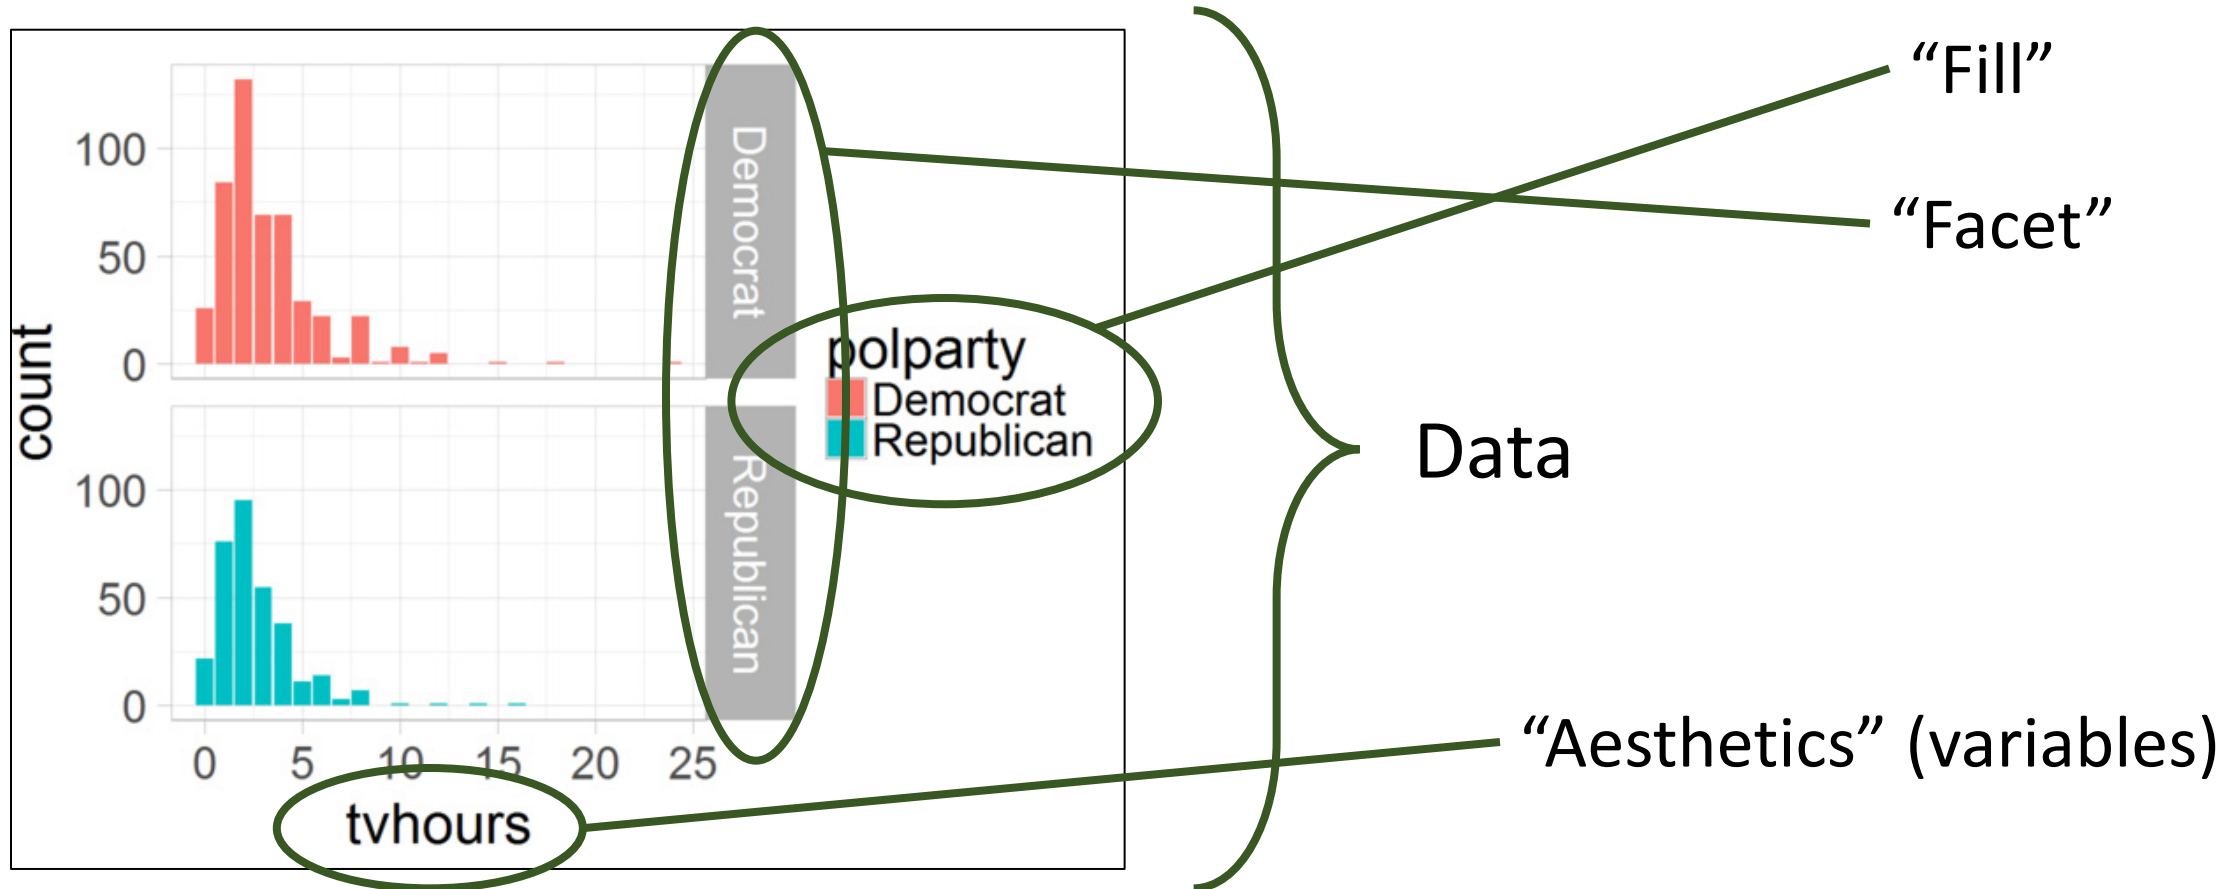 “Fill”
“Facet”
Data
“Aesthetics” (variables)
count
100
50
0
Democrat
100
50
0
Republican
0 5 10 15 20 25
tvhours
polparty
Democrat
Republican